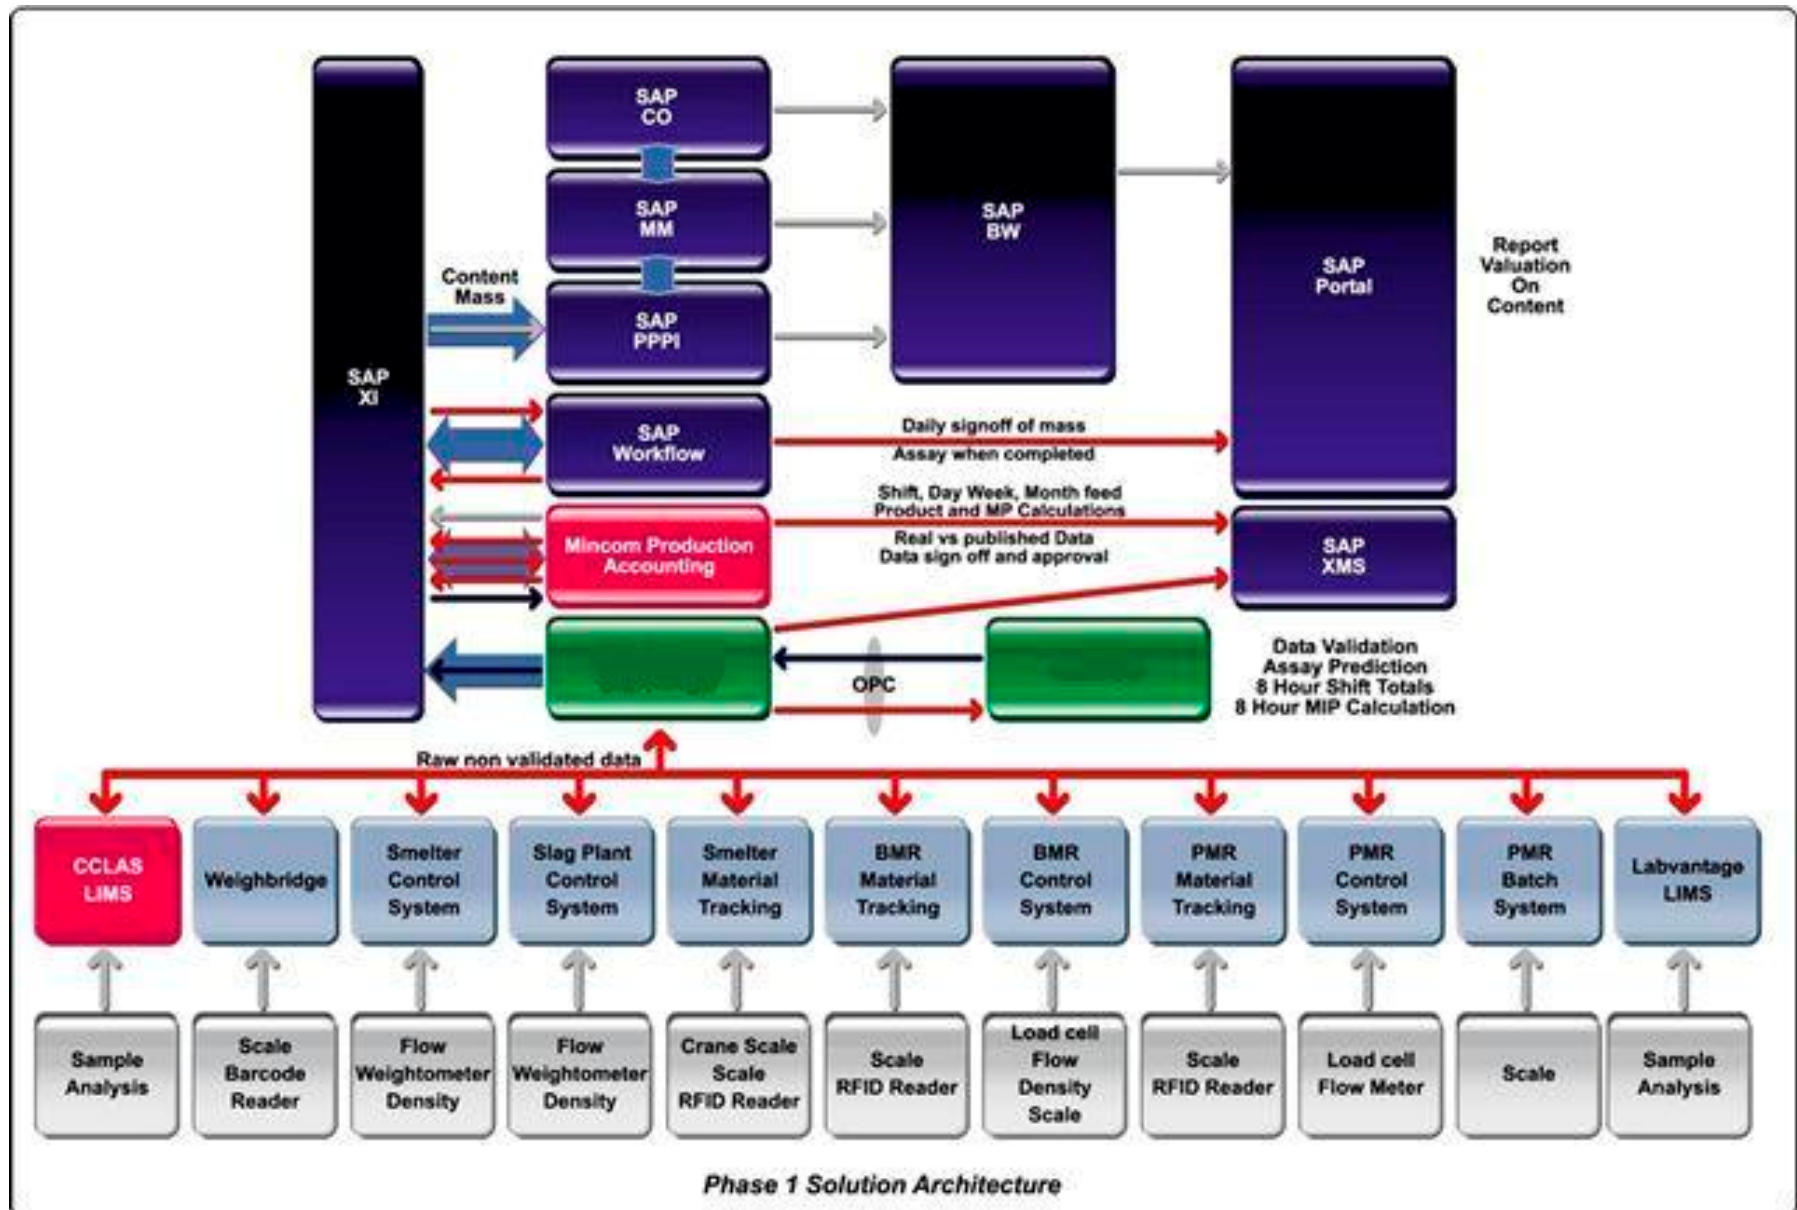 SAP
CO
SAP
MM
SAP
BW
SAP
Portal
Report
Valuation
On
Content
Content
Mass
SAP
PPPI
SAP
XI
SAP
Workflow
Daily signoff of mass
Assay when completed
Shift, Day Week, Month feed
Product and MP Calculations
Real vs published Data
Data sign off and approval
Mincom Production
Accounting
SAP
XMS
OPC
Data Validation
Assay Prediction
8 Hour Shift Totals
8 Hour MIP Calculation
Raw non validated data
CCLAS
LIMS
Weighbridge
Smelter
Control
System
Slag Plant
Control
System
Smelter
Material
Tracking
BMR
Material
Tracking
BMR
Control
System
PMR
Material
Tracking
PMR
Control
System
PMR
Batch
System
Labvantage
LIMS
Sample
Analysis
Scale
Barcode
Reader
Flow
Weightometer
Density
Flow
Weightometer
Density
Crane Scale
Scale
RFID Reader
Scale
RFID Reader
Load cell
Flow
Density
Scale
Scale
RFID Reader
Load cell
Flow Meter
Scale
Sample
Analysis
Phase 1 Solution Architecture